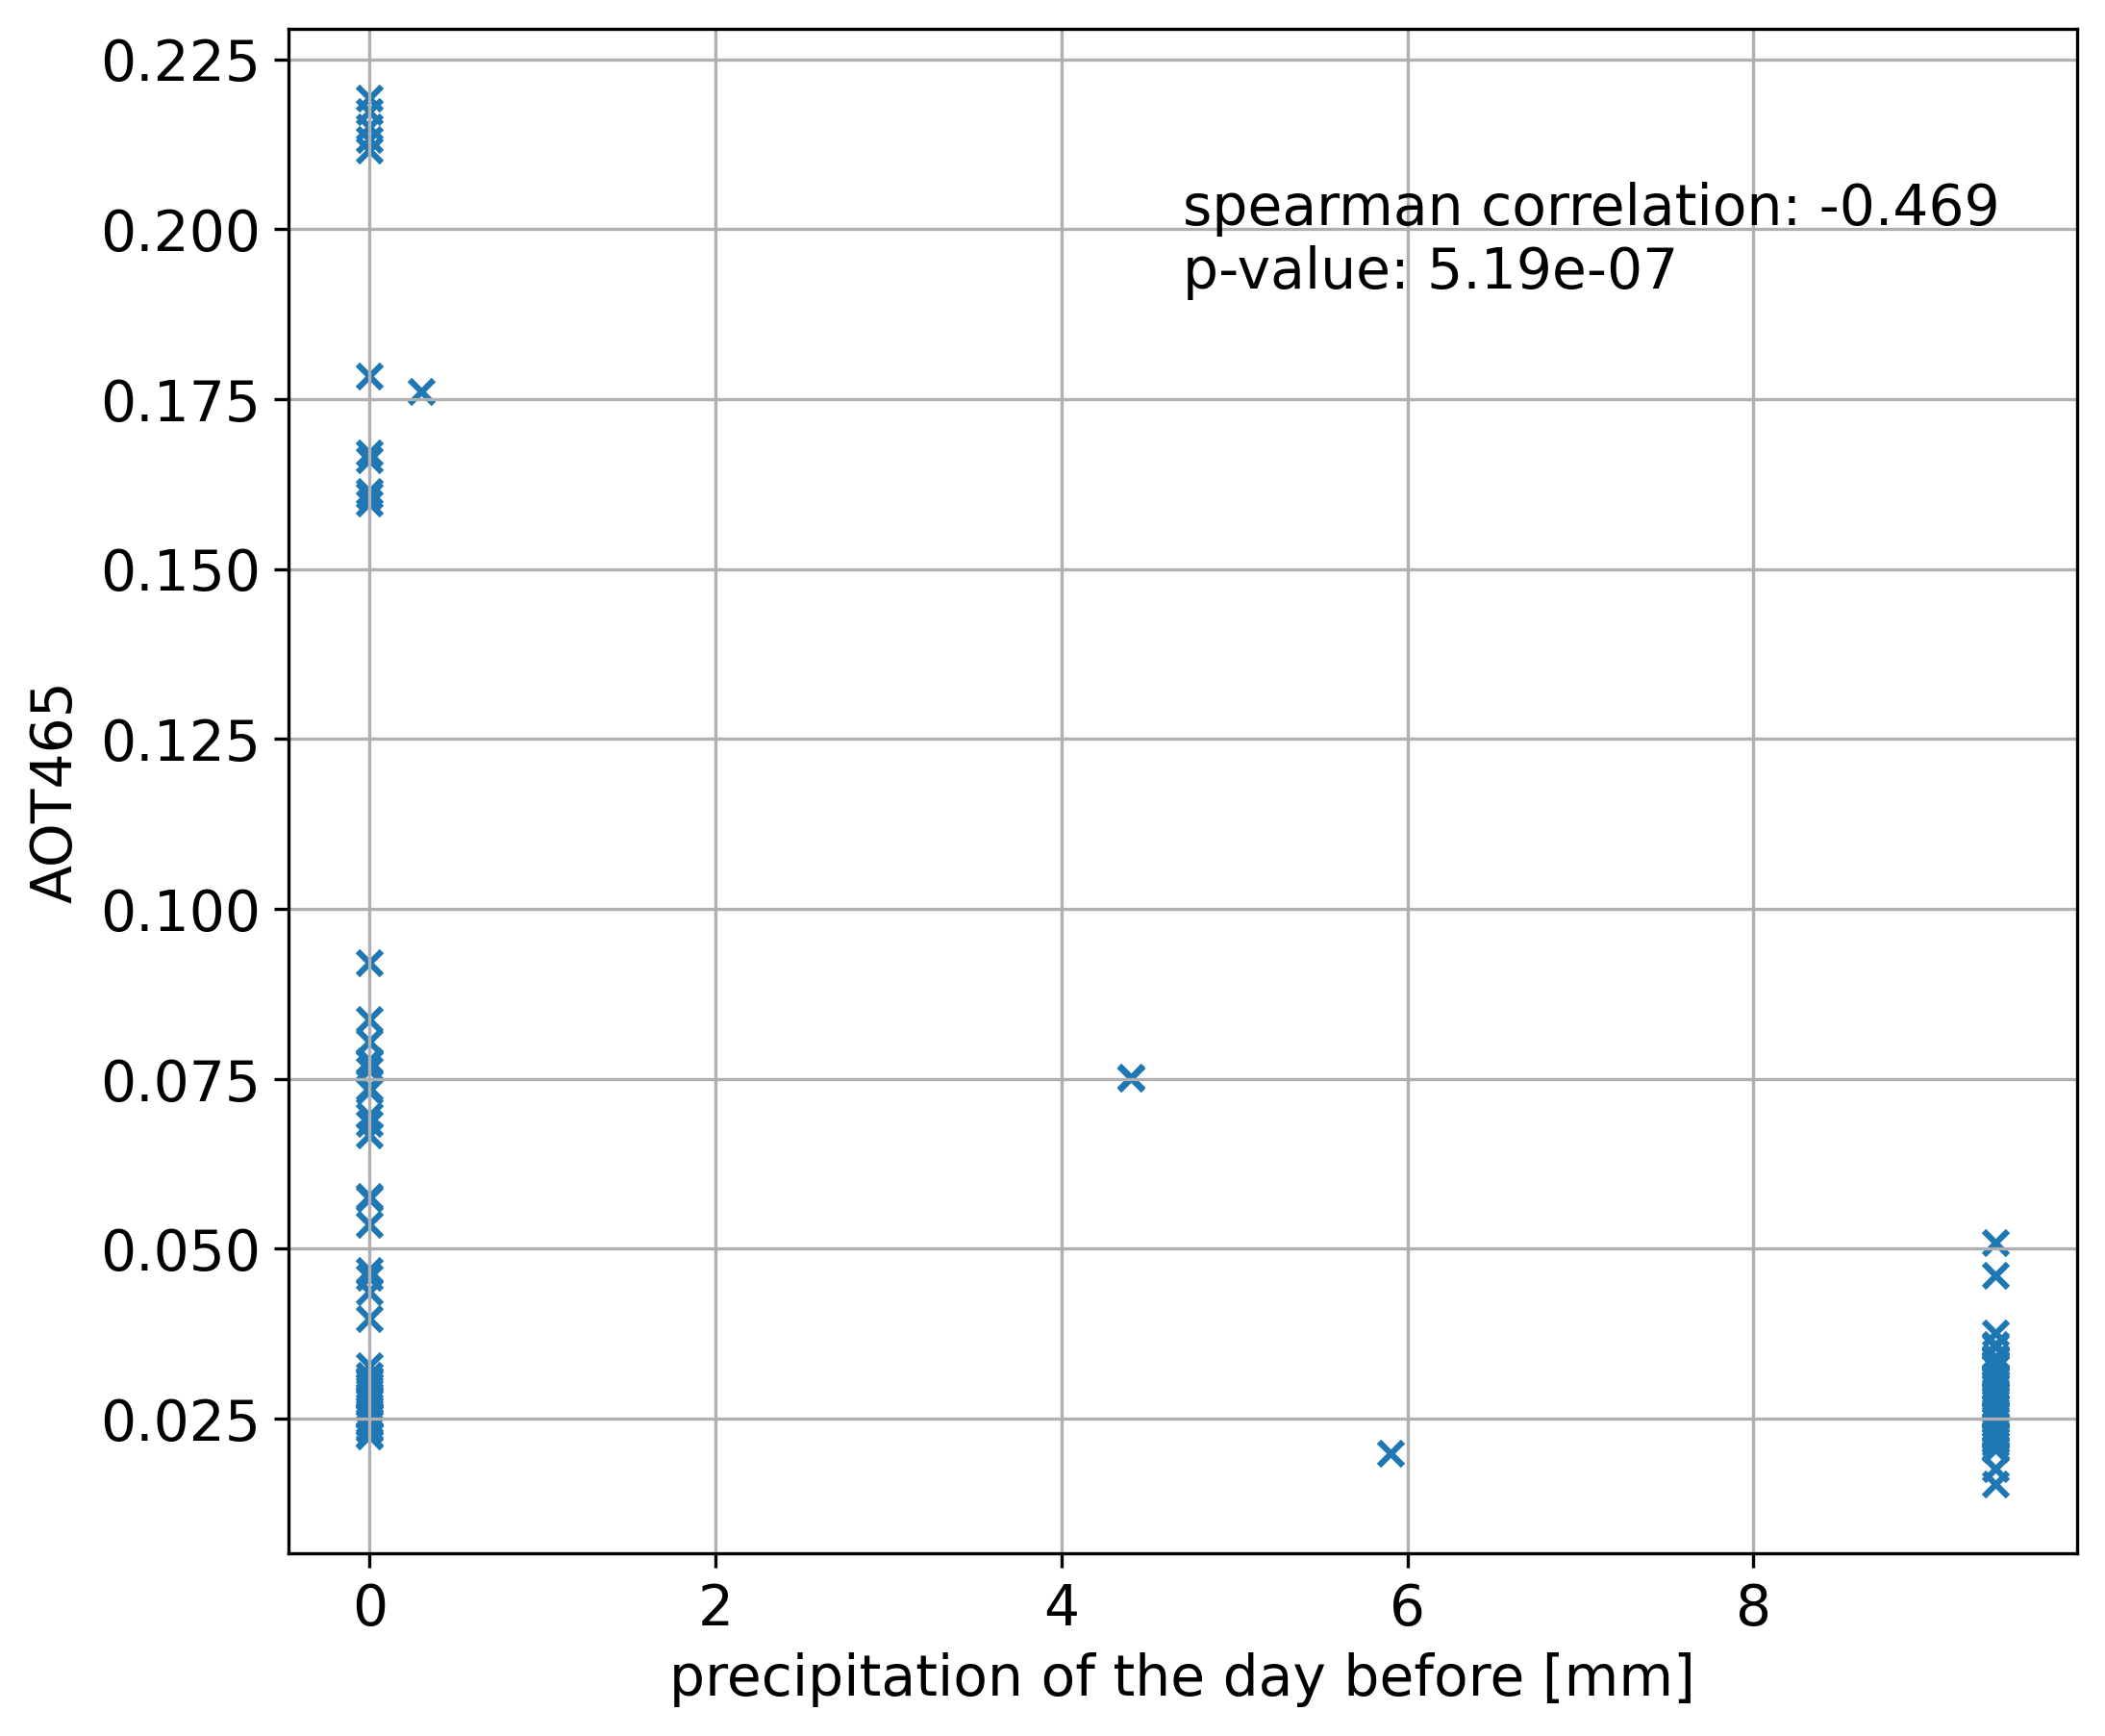 0.225
0.200
0.175
0.150
0.125
0.100
0.075
0.050
0.025
AOT465
spearman correlation: -0.469
p-value: 5.19e-07
0 2 4 6 8
precipitation of the day before [mm]